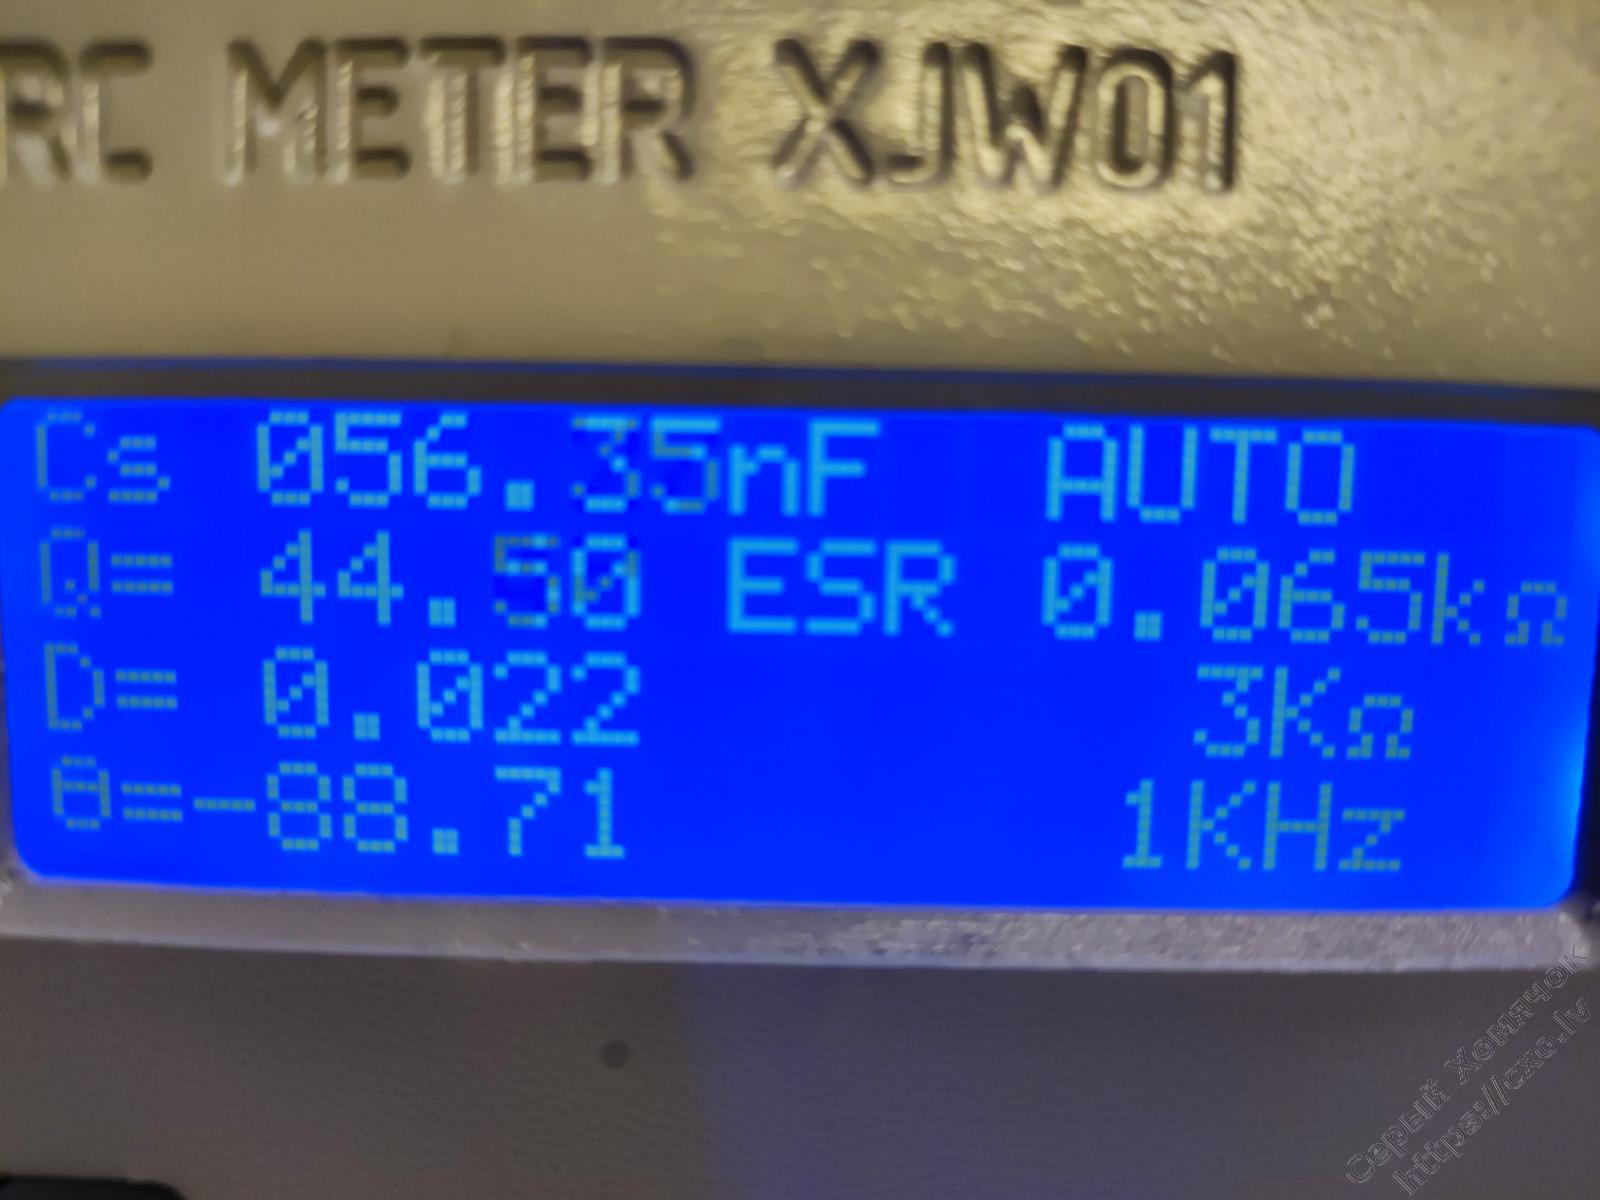 RC METER XJW01
Cs 056.35nF AUTO
Q= 44.50 ESR 0.065kΩ
D= 0.022 3KΩ
θ=-88.71 1KHz
Серый Хомячок
https://cxo.lv